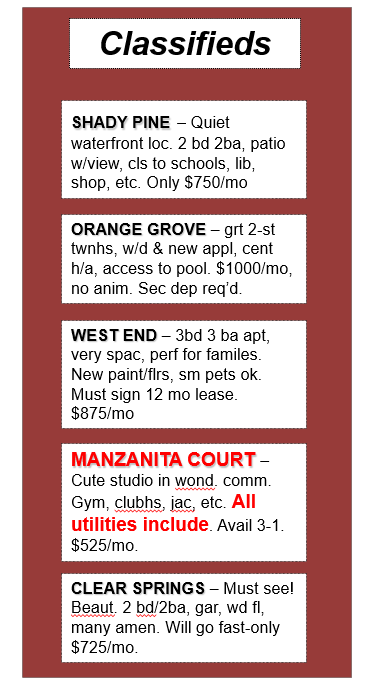 Classifieds
SHADY PINE – Quiet
waterfront loc. 2 bd 2ba, patio
w/view, cls to schools, lib,
shop, etc. Only $750/mo
ORANGE GROVE – grt 2-st
twnhs, w/d & new appl, cent
h/a, access to pool. $1000/mo,
no anim. Sec dep req’d.
WEST END – 3bd 3 ba apt,
very spac, perf for familes.
New paint/flrs, sm pets ok.
Must sign 12 mo lease.
$875/mo
MANZANITA COURT –
Cute studio in wond. comm.
Gym, clubhs, jac, etc. All
utilities include. Avail 3-1.
$525/mo.
CLEAR SPRINGS – Must see!
Beaut. 2 bd/2ba, gar, wd fl,
many amen. Will go fast-only
$725/mo.